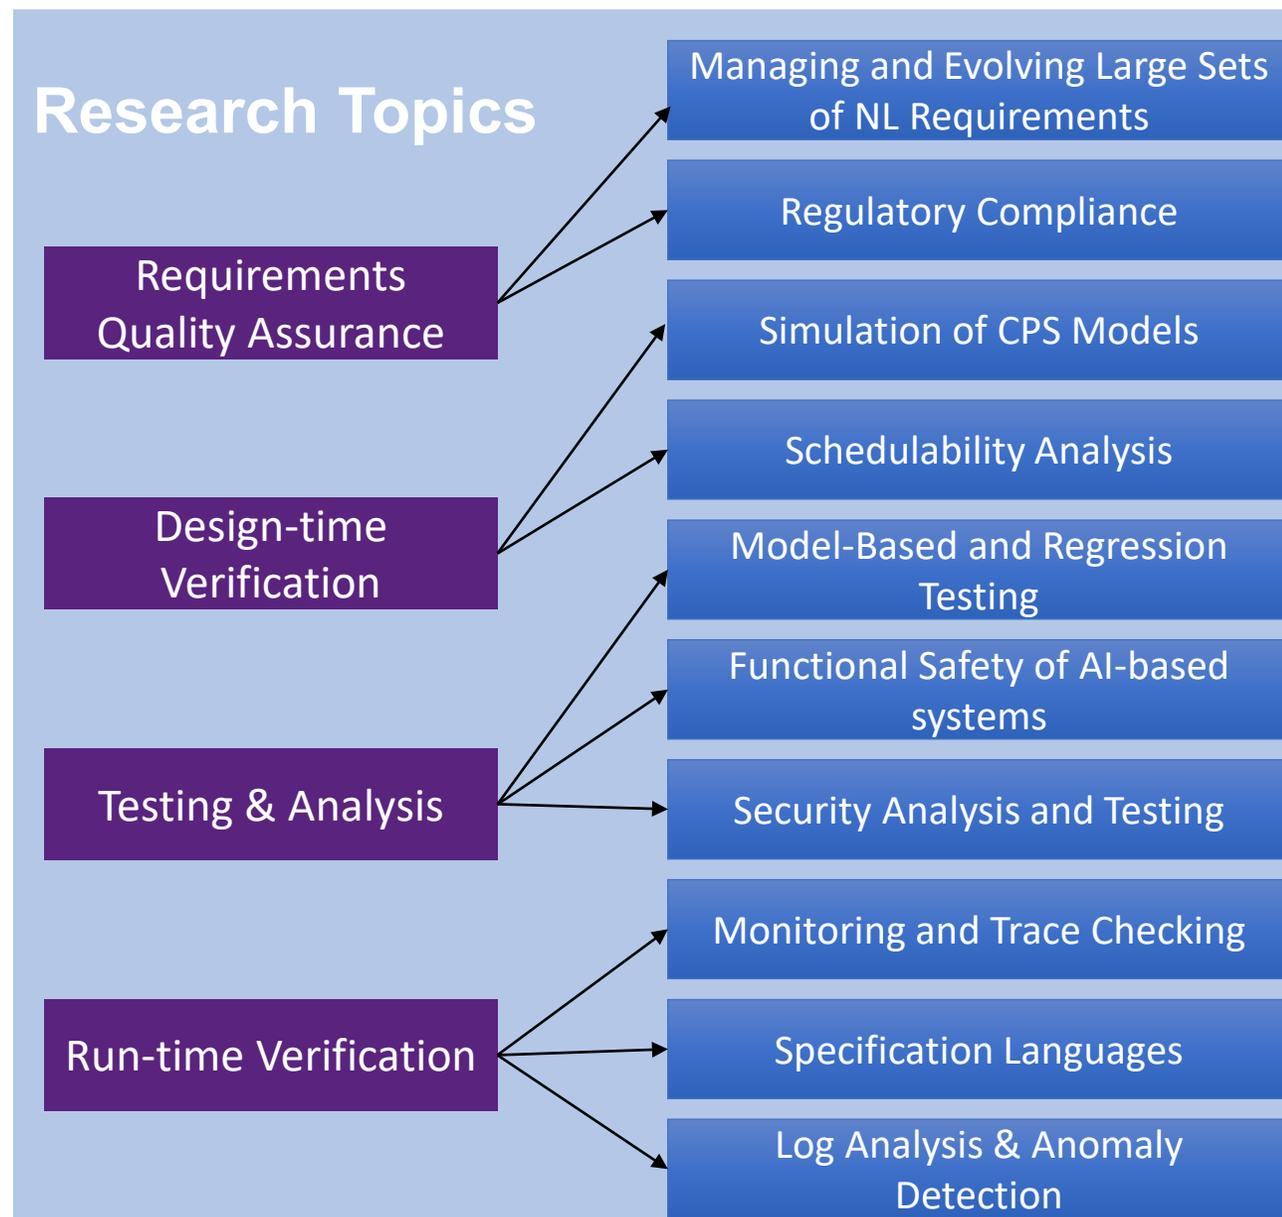 Research Topics
Requirements
Quality Assurance
Design-time
Verification
Testing & Analysis
Run-time Verification
Managing and Evolving Large Sets
of NL Requirements
Regulatory Compliance
Simulation of CPS Models
Schedulability Analysis
Model-Based and Regression
Testing
Functional Safety of AI-based
systems
Security Analysis and Testing
Monitoring and Trace Checking
Specification Languages
Log Analysis & Anomaly
Detection